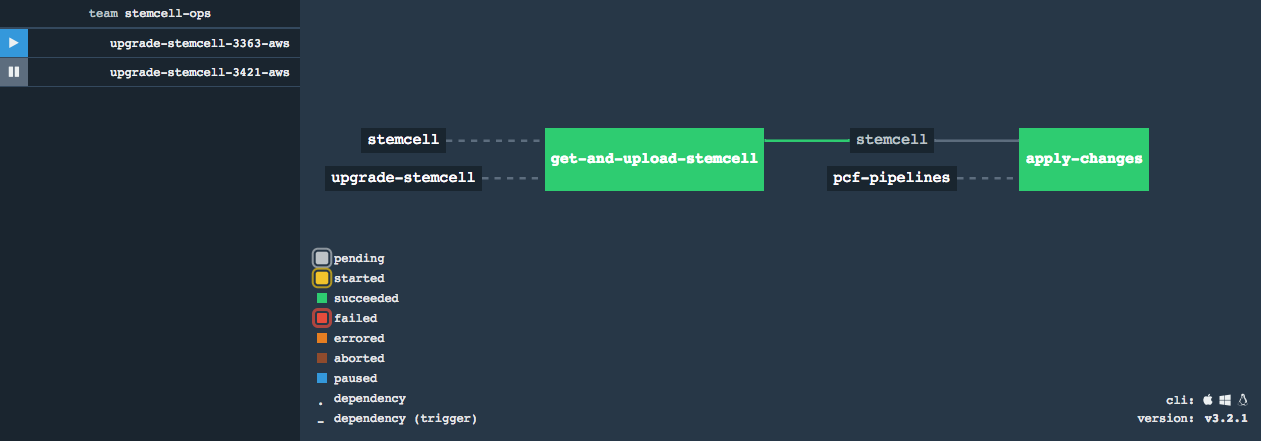 team stemcell-ops
upgrade-stemcell-3363-aws
upgrade-stemcell-3421-aws
stemcell
get-and-upload-stemcell
stemcell
apply-changes
upgrade-stemcell
pcf-pipelines
pending
started
succeeded
failed
errored
aborted
paused
. dependency
– dependency (trigger)
cli:
version: v3.2.1